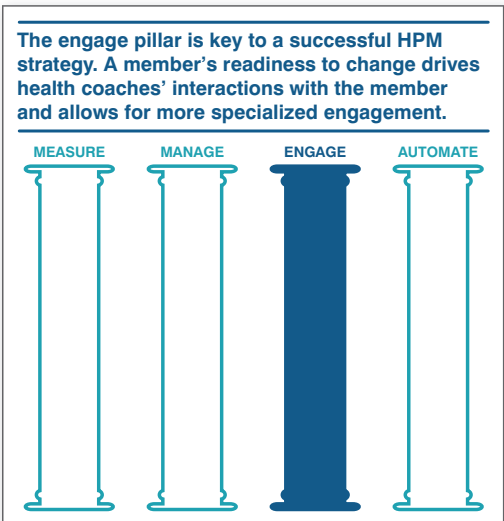 The engage pillar is key to a successful HPM
strategy. A member’s readiness to change drives
health coaches’ interactions with the member
and allows for more specialized engagement.
MEASURE MANAGE ENGAGE AUTOMATE